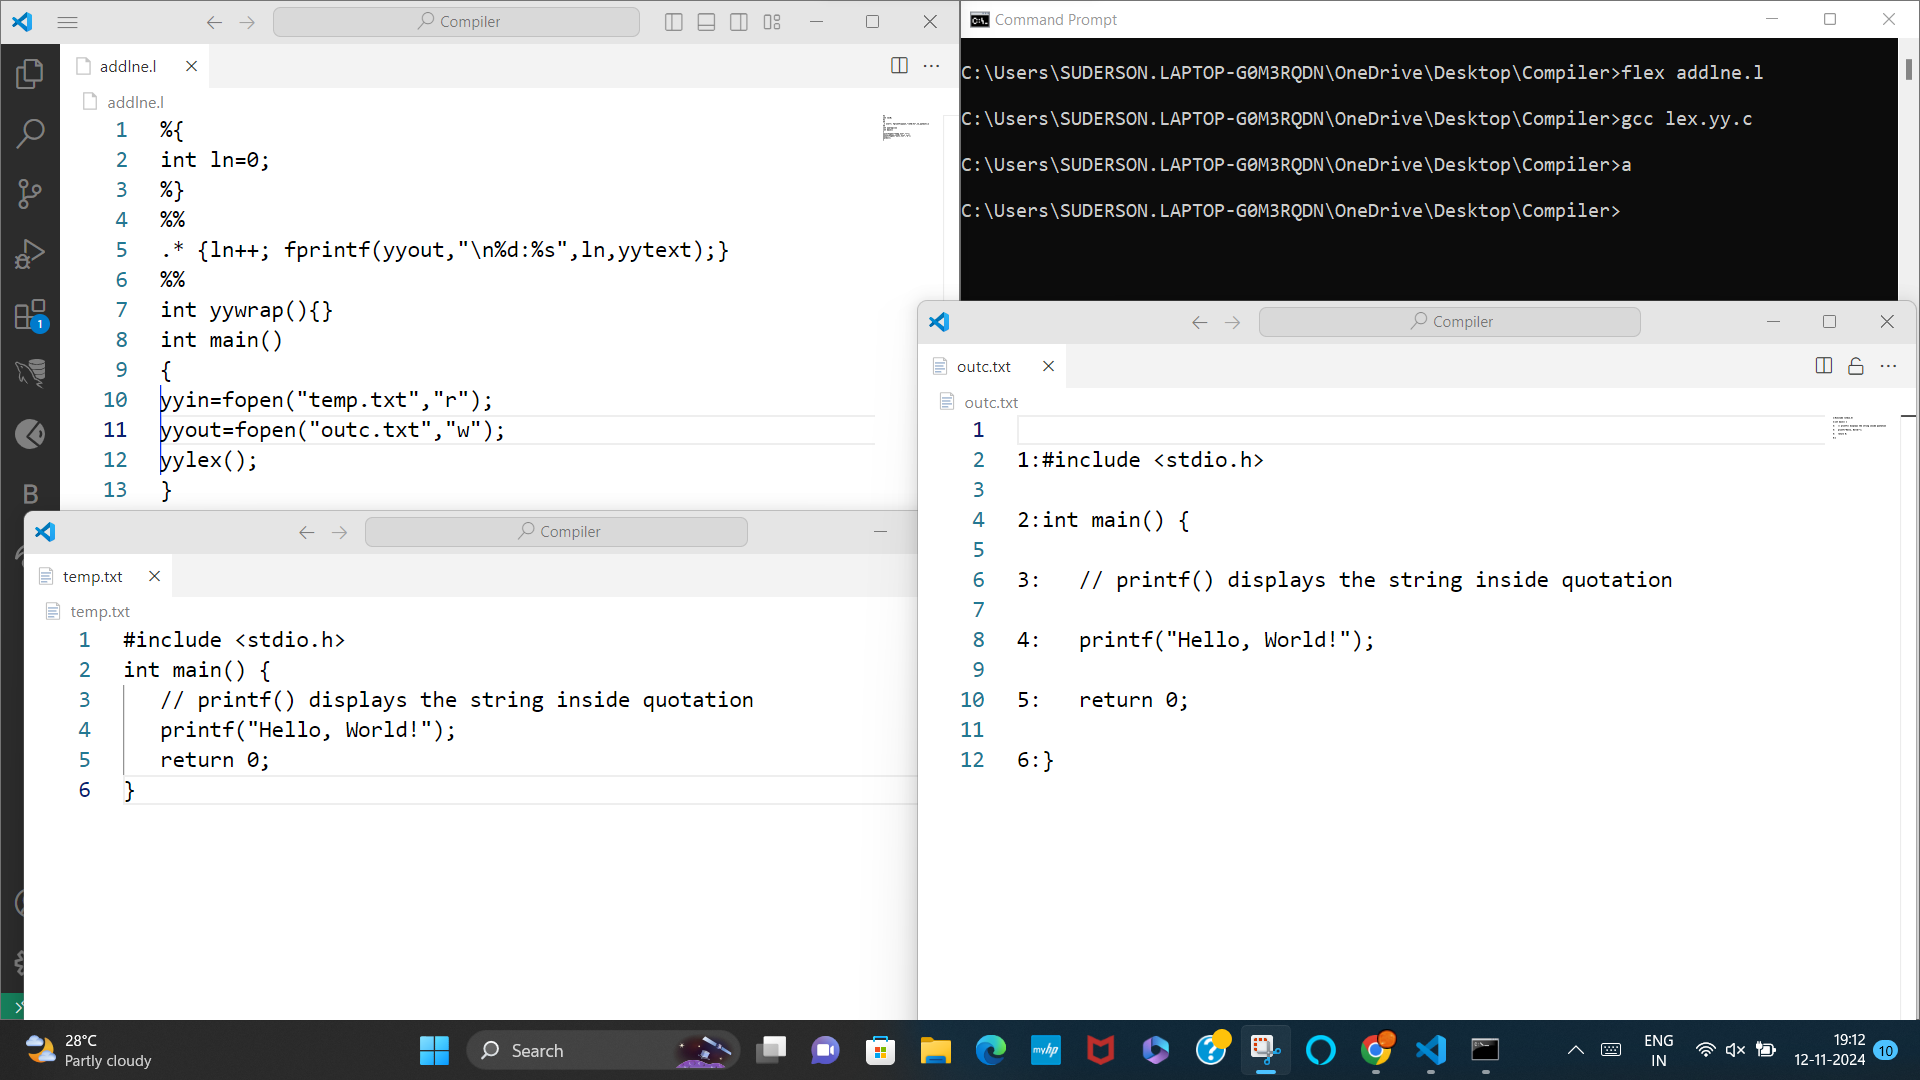 Compiler
addlne.l
addlne.l
1 %{
2 int ln=0;
3 %}
4 %%
5 .* {ln++; fprintf(yyout,"\n%d:%s",ln,yytext);}
6 %%
7 int yywrap(){}
8 int main()
9 {
10 yyin=fopen("temp.txt","r");
11 yyout=fopen("outc.txt","w");
12 yylex();
13 }
1
B
Command Prompt
C:\Users\SUDERSON.LAPTOP-G0M3RQDN\OneDrive\Desktop\Compiler>flex addlne.l
C:\Users\SUDERSON.LAPTOP-G0M3RQDN\OneDrive\Desktop\Compiler>gcc lex.yy.c
C:\Users\SUDERSON.LAPTOP-G0M3RQDN\OneDrive\Desktop\Compiler>a
C:\Users\SUDERSON.LAPTOP-G0M3RQDN\OneDrive\Desktop\Compiler>
Compiler
temp.txt
temp.txt
1 #include <stdio.h>
2 int main() {
3 // printf() displays the string inside quotation
4 printf("Hello, World!");
5 return 0;
6 }
Compiler
outc.txt
outc.txt
1
2 1:#include <stdio.h>
3
4 2:int main() {
5
6 3:   // printf() displays the string inside quotation
7
8 4:   printf("Hello, World!");
9
10 5:   return 0;
11
12 6:}
28°C
Partly cloudy
Search
myhp
ENG
IN
19:12
12-11-2024
10